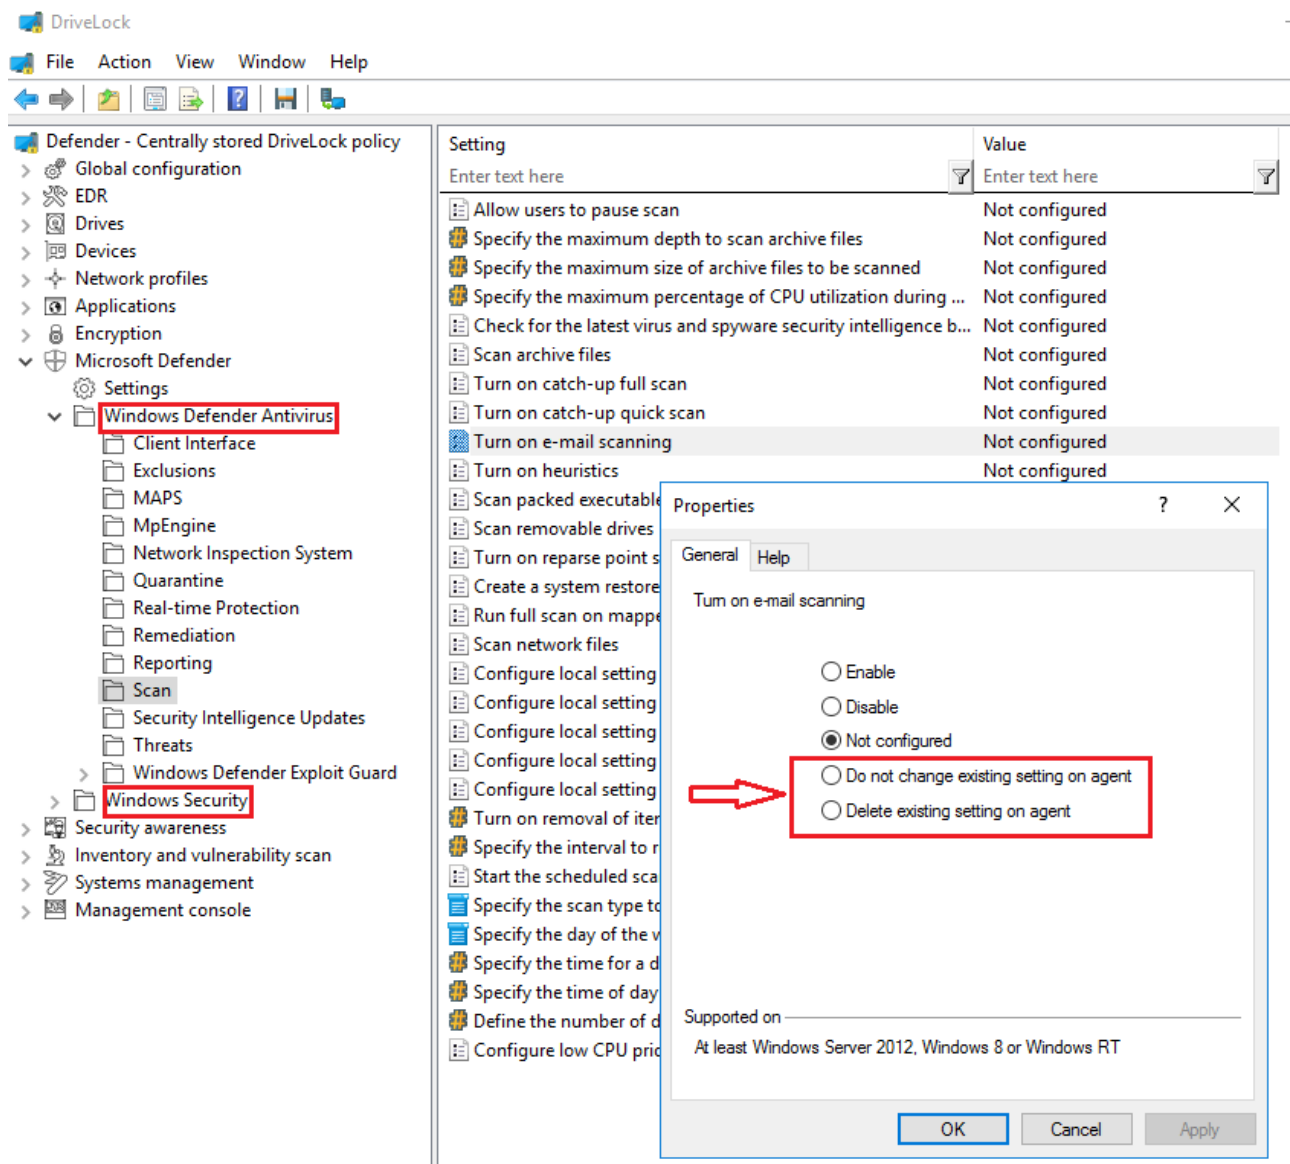 DriveLock
File Action View Window Help
Defender - Centrally stored DriveLock policy
Global configuration
EDR
Drives
Devices
Network profiles
Applications
Encryption
Microsoft Defender
Settings
Windows Defender Antivirus
Client Interface
Exclusions
MAPS
MpEngine
Network Inspection System
Quarantine
Real-time Protection
Remediation
Reporting
Scan
Security Intelligence Updates
Threats
Windows Defender Exploit Guard
Windows Security
Security awareness
Inventory and vulnerability scan
Systems management
Management console
Setting Value
Enter text here Enter text here
Allow users to pause scan Not configured
Specify the maximum depth to scan archive files Not configured
Specify the maximum size of archive files to be scanned Not configured
Specify the maximum percentage of CPU utilization during ... Not configured
Check for the latest virus and spyware security intelligence b... Not configured
Scan archive files Not configured
Turn on catch-up full scan Not configured
Turn on catch-up quick scan Not configured
Turn on e-mail scanning Not configured
Turn on heuristics Not configured
Scan packed executable
Scan removable drives
Turn on reparse point s
Create a system restore
Run full scan on mappe
Scan network files
Configure local setting
Configure local setting
Configure local setting
Configure local setting
Configure local setting
Turn on removal of iter
Specify the interval to r
Start the scheduled sca
Specify the scan type to
Specify the day of the w
Specify the time for a d
Specify the time of day
Define the number of d
Configure low CPU pric
Properties ?
General Help
Turn on e-mail scanning
Enable
Disable
Not configured
Do not change existing setting on agent
Delete existing setting on agent
Supported on
At least Windows Server 2012, Windows 8 or Windows RT
OK Cancel Apply